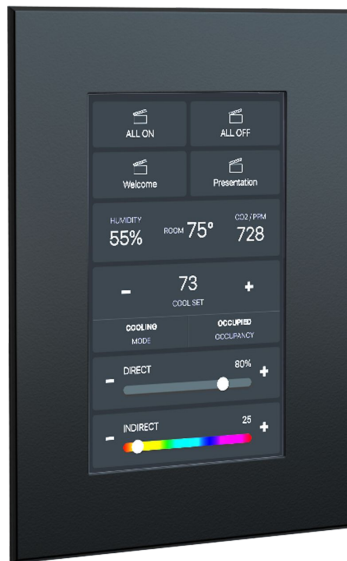 ALL ON
ALL OFF
Welcome
Presentation
HUMIDITY
55%
ROOM 75°
CO2 / PPM
728
- 73 +
COOL SET
COOLING
MODE
OCCUPIED
OCCUPANCY
DIRECT 80%
- +
INDIRECT 25
- +